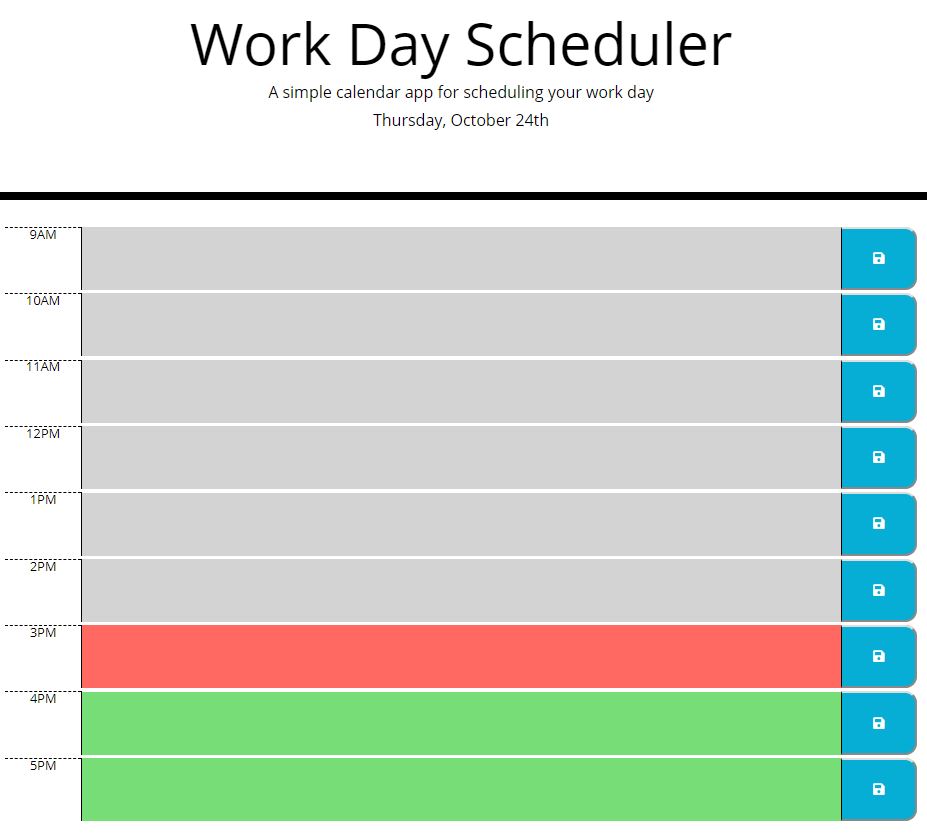 Work Day Scheduler
A simple calendar app for scheduling your work day
Thursday, October 24th
9AM
10AM
11AM
12PM
1PM
2PM
3PM
4PM
5PM